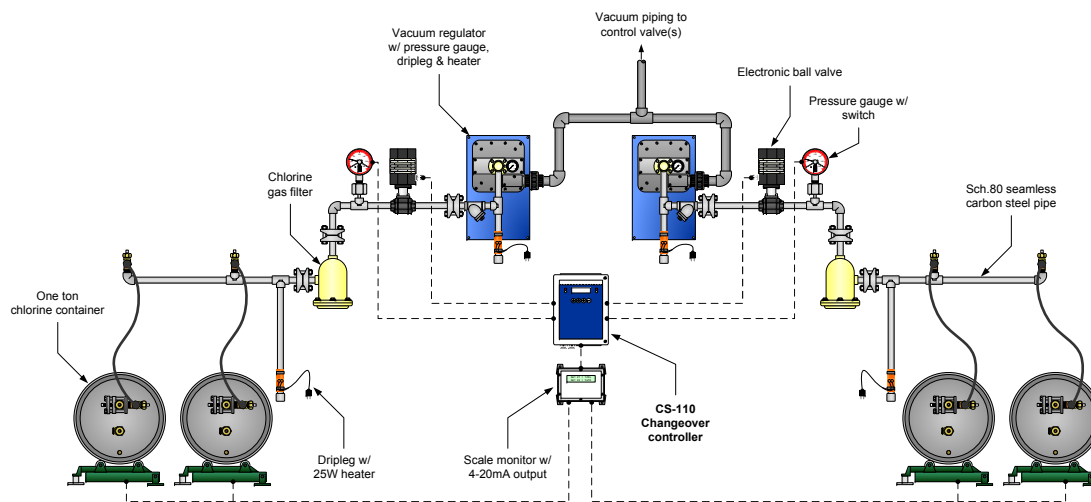 Vacuum piping to
control valve(s)
Vacuum regulator
w/ pressure gauge,
dripleg & heater
Electronic ball valve
Pressure gauge w/
switch
Chlorine
gas filter
Sch.80 seamless
carbon steel pipe
One ton
chlorine container
CS-110
Changeover
controller
Dripleg w/
25W heater
Scale monitor w/
4-20mA output